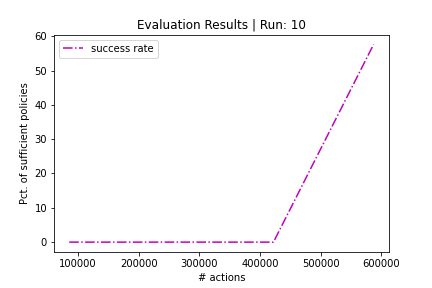 Evaluation Results | Run: 10
success rate
Pct. of sufficient policies
60
50
40
30
20
10
0
100000 200000 300000 400000 500000 600000
# actions